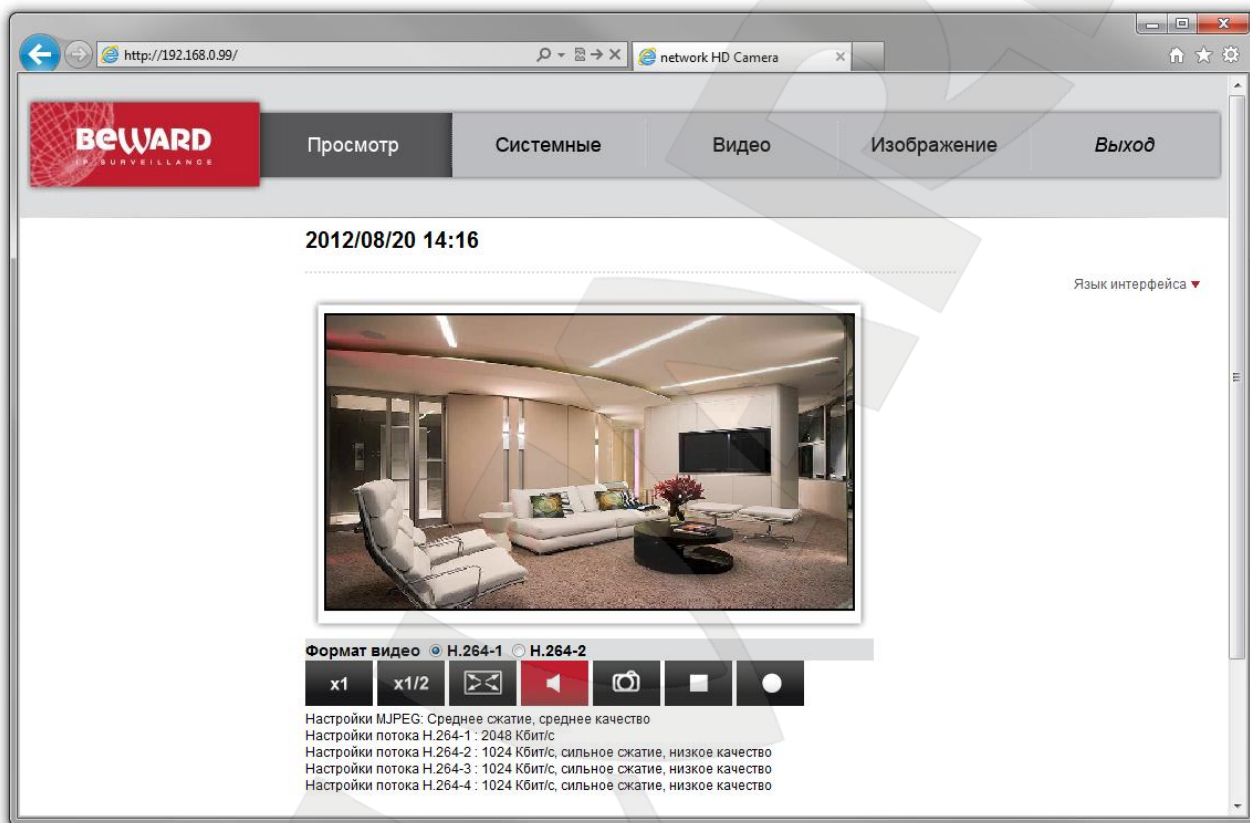 http://192.168.0.99/
network HD Camera
BEWARD
IP SURVEILLANCE
Просмотр
Системные
Видео
Изображение
Выход
2012/08/20 14:16
Язык интерфейса
Формат видео H.264-1 H.264-2
x1 x1/2
Настройки MJPEG: Среднее сжатие, среднее качество
Настройки потока H.264-1 : 2048 Кбит/с
Настройки потока H.264-2 : 1024 Кбит/с, сильное сжатие, низкое качество
Настройки потока H.264-3 : 1024 Кбит/с, сильное сжатие, низкое качество
Настройки потока H.264-4 : 1024 Кбит/с, сильное сжатие, низкое качество